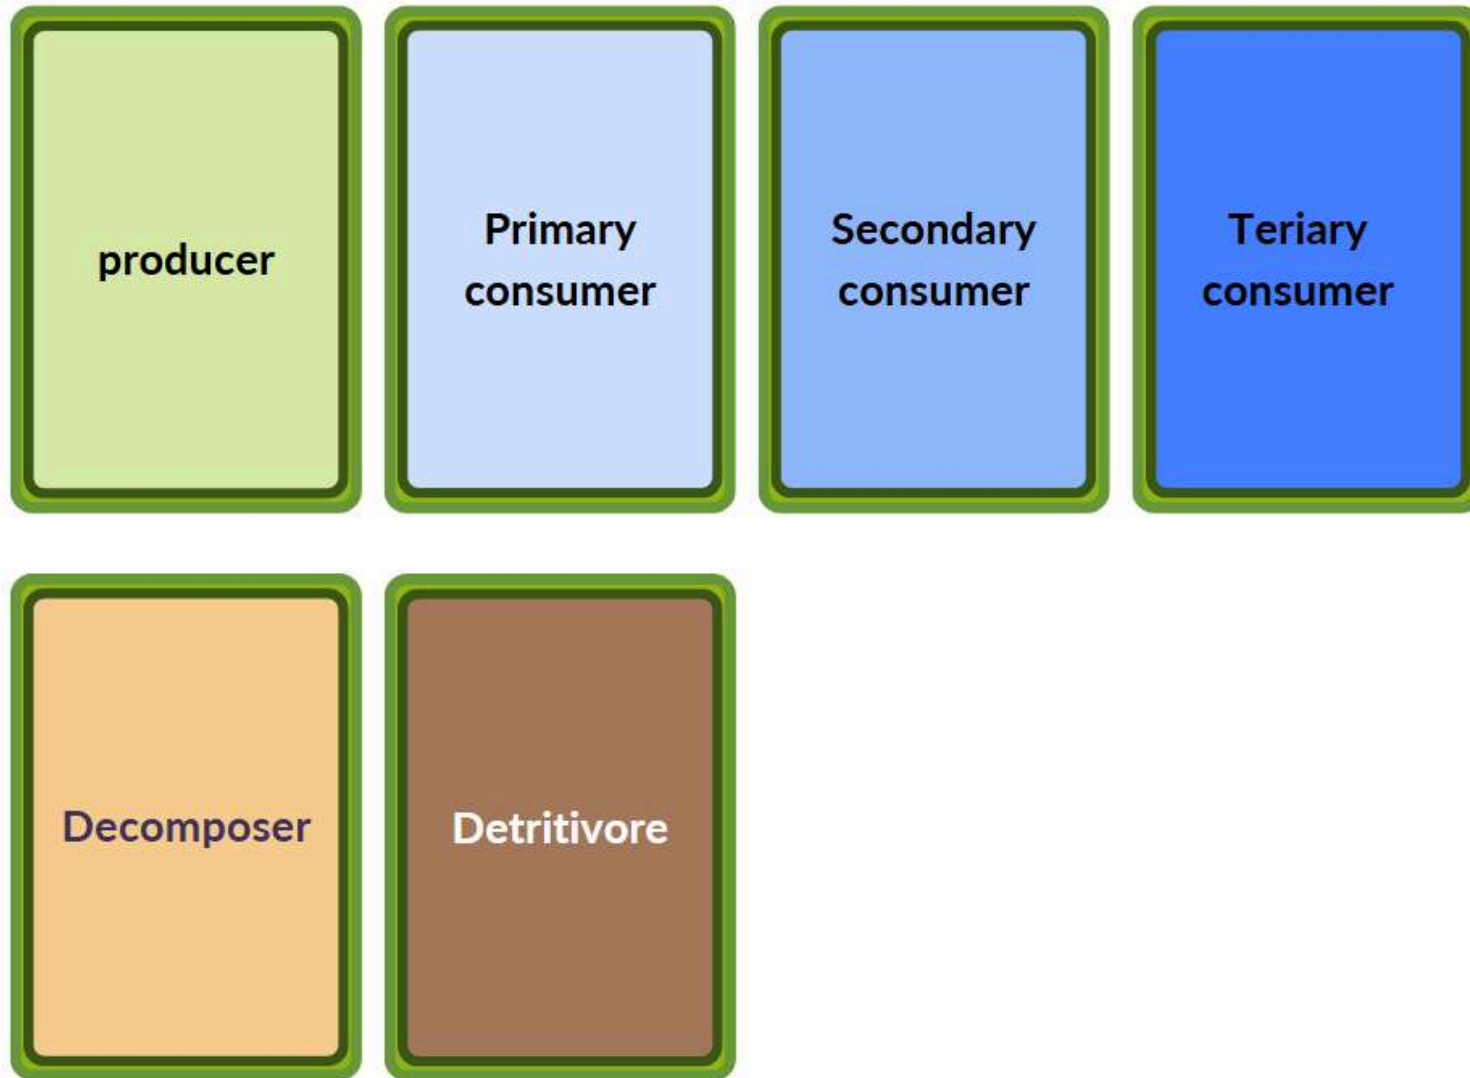 producer
Primary
consumer
Secondary
consumer
Teriary
consumer
Decomposer
Detritivore